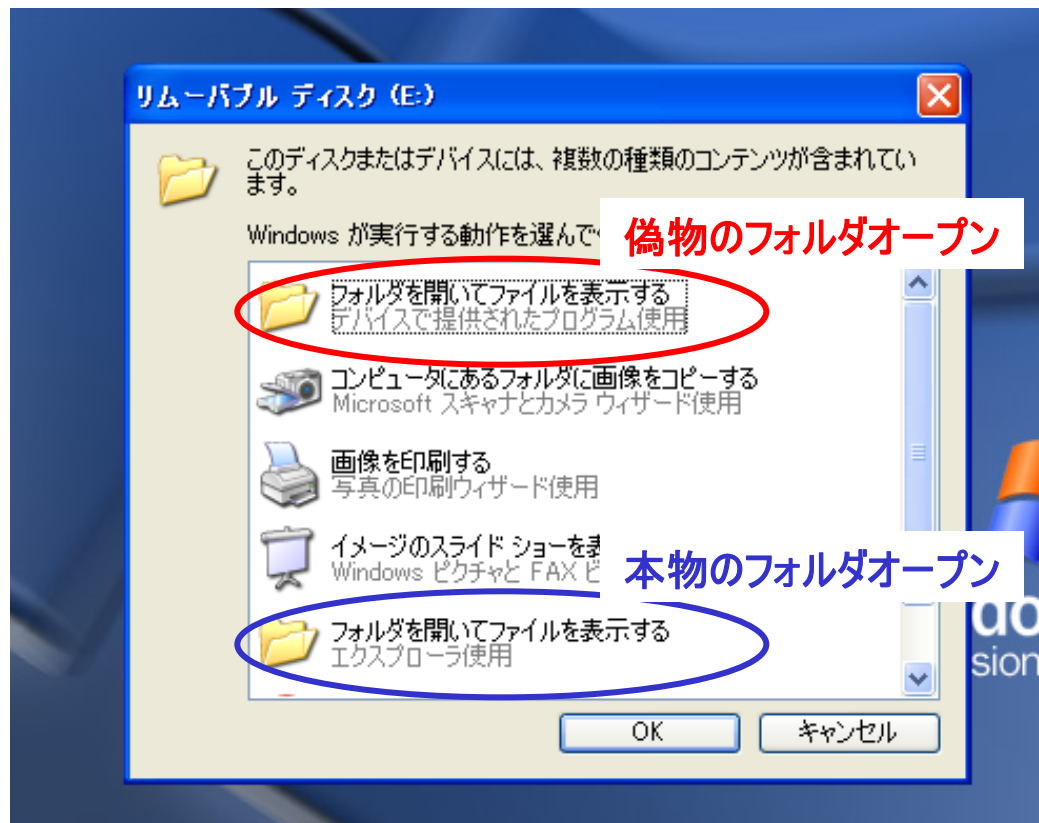 リムーバブル ディスク (E:)
このディスクまたはデバイスには、複数の種類のコンテンツが含まれてい
ます。
Windows が実行する動作を選んで
偽物のフォルダオープン
フォルダを開いてファイルを表示する
デバイスで提供されたプログラム使用
コンピュータにあるフォルダに画像をコピーする
Microsoft スキャナとカメラ ウィザード使用
画像を印刷する
写真の印刷ウィザード使用
イメージのスライド ショーを表
Windows ピクチャと FAX ビ
本物のフォルダオープン
フォルダを開いてファイルを表示する
エクスプローラ使用
do
sion
OK
キャンセル